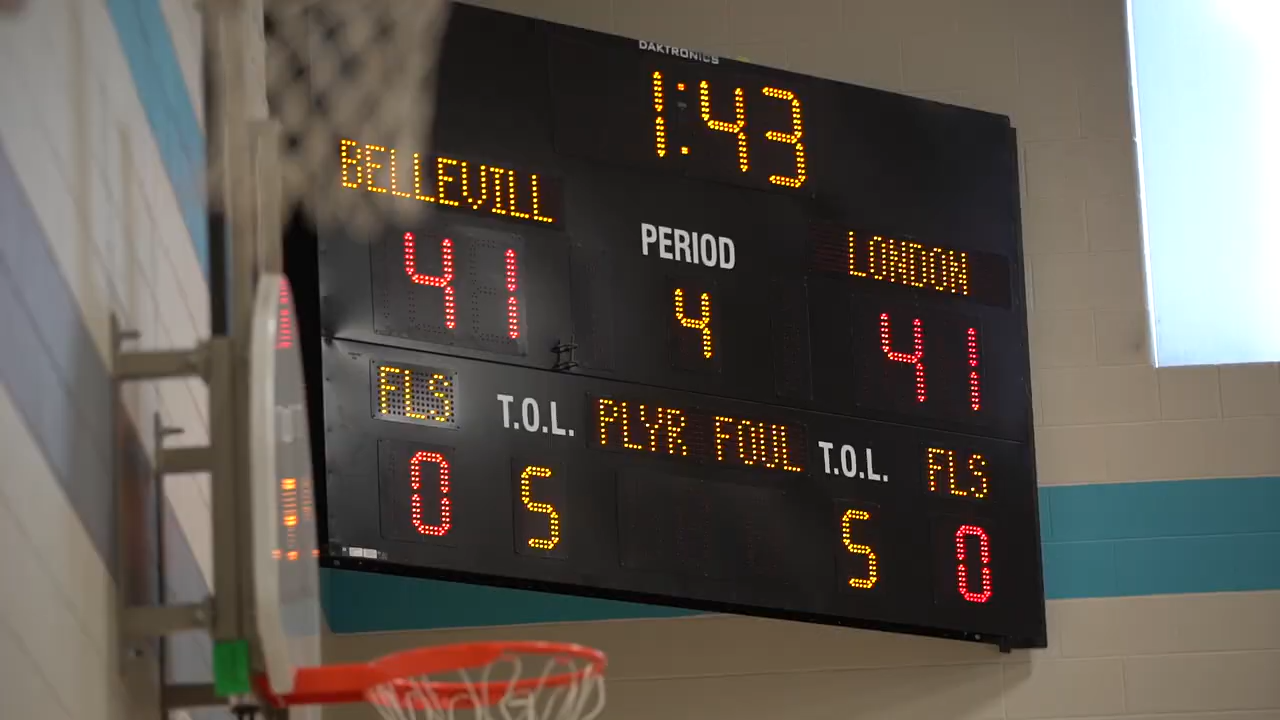 DAKTRONICS
1:43
BELLEVILL
PERIOD
LONDON
41
4
41
FLS
T.O.L.
PLYR FOUL
T.O.L.
FLS
0
5
5
0